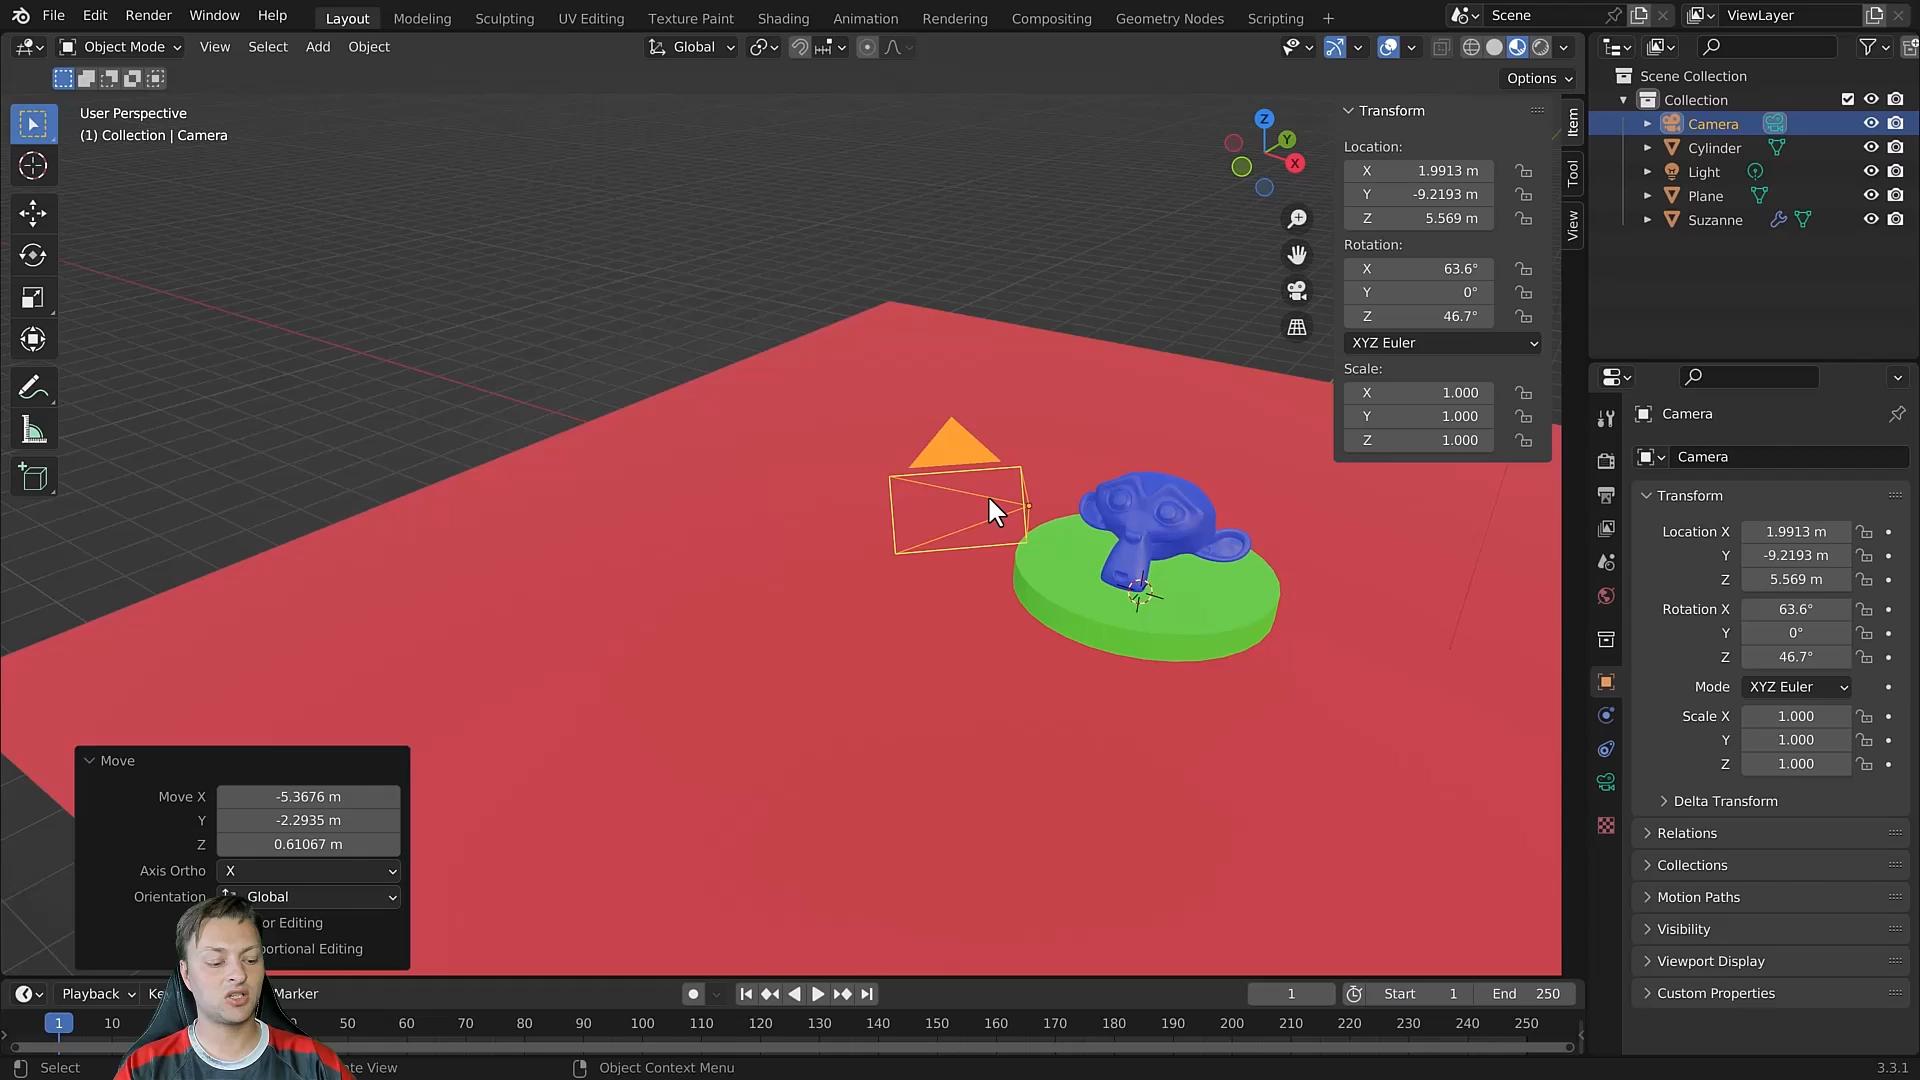 File Edit Render Window Help Layout Modeling Sculpting UV Editing Texture Paint Shading Animation Rendering Compositing Geometry Nodes Scripting + Scene ViewLayer
Object Mode View Select Add Object Global
Options
User Perspective
(1) Collection | Camera
Z
Y
X
Transform
Location:
X 1.9913 m
Y -9.2193 m
Z 5.569 m
Rotation:
X 63.6°
Y 0°
Z 46.7°
XYZ Euler
Scale:
X 1.000
Y 1.000
Z 1.000
Item
Tool
View
Scene Collection
Collection
Camera
Cylinder
Light
Plane
Suzanne
Camera
Camera
Transform
Location X 1.9913 m
Y -9.2193 m
Z 5.569 m
Rotation X 63.6°
Y 0°
Z 46.7°
Mode XYZ Euler
Scale X 1.000
Y 1.000
Z 1.000
Delta Transform
Relations
Collections
Motion Paths
Visibility
Viewport Display
Custom Properties
Move
Move X -5.3676 m
Y -2.2935 m
Z 0.61067 m
Axis Ortho X
Orientation Global
or Editing
ortional Editing
Playback Ke Marker 1 Start 1 End 250
1 10 50 60 70 80 90 100 110 120 130 140 150 160 170 180 190 200 210 220 230 240 250
Select te View Object Context Menu 3.3.1